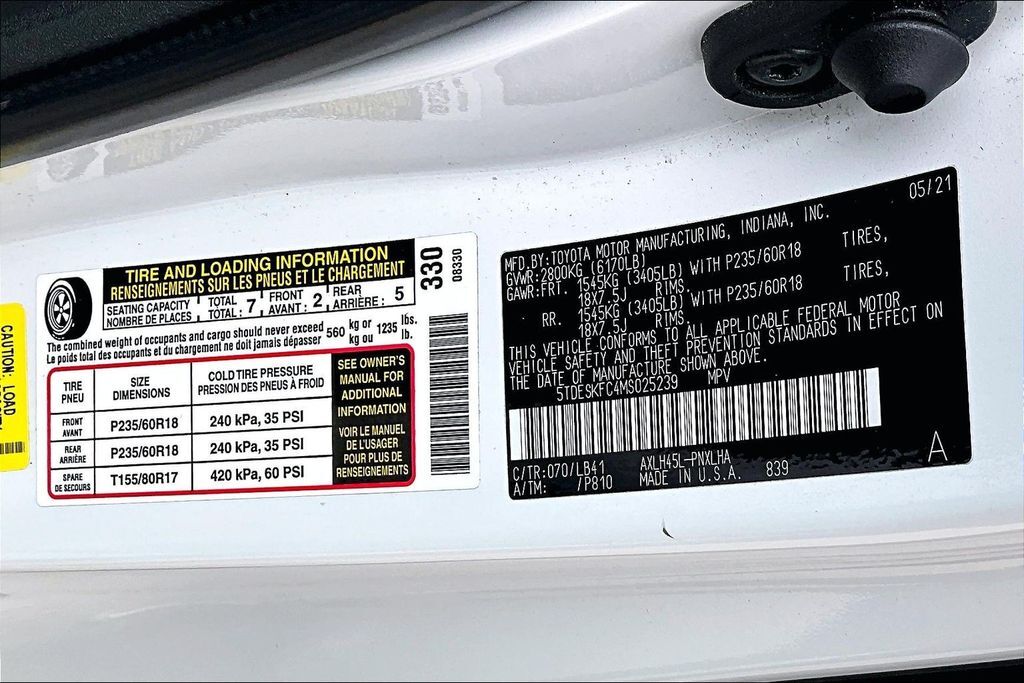 CAUTION: LOAD
TIRE AND LOADING INFORMATION
RENSEIGNEMENTS SUR LES PNEUS ET LE CHARGEMENT
SEATING CAPACITY
NOMBRE DE PLACES
TOTAL
TOTAL : 7
FRONT
AVANT : 2
REAR
ARRIÈRE : 5
The combined weight of occupants and cargo should never exceed 560 kg or 1235 lbs.
Le poids total des occupants et du chargement ne doit jamais dépasser kg ou lb.
TIRE
PNEU
SIZE
DIMENSIONS
COLD TIRE PRESSURE
PRESSION DES PNEUS À FROID
FRONT
AVANT
P235/60R18
240 kPa, 35 PSI
REAR
ARRIÈRE
P235/60R18
240 kPa, 35 PSI
SPARE
DE SECOURS
T155/80R17
420 kPa, 60 PSI
SEE OWNER'S
MANUAL FOR
ADDITIONAL
INFORMATION
VOIR LE MANUEL
DE L'USAGER
POUR PLUS DE
RENSEIGNEMENTS
330
08330
05/21
MFD.BY:TOYOTA MOTOR MANUFACTURING, INDIANA, INC.
GVWR:2800KG (6170LB)
GAWR:FRT. 1545KG (3405LB) WITH P235/60R18 TIRES,
18X7.5J RIMS.
RR. 1545KG (3405LB) WITH P235/60R18 TIRES,
18X7.5J RIMS.
THIS VEHICLE CONFORMS TO ALL APPLICABLE FEDERAL MOTOR
VEHICLE SAFETY AND THEFT PREVENTION STANDARDS IN EFFECT ON
THE DATE OF MANUFACTURE SHOWN ABOVE.
5TDESKFC4MS025239 MPV
C/TR:070/LB41 AXLH45L-PNXLHA
A/TM: /P810 MADE IN U.S.A. 839
A